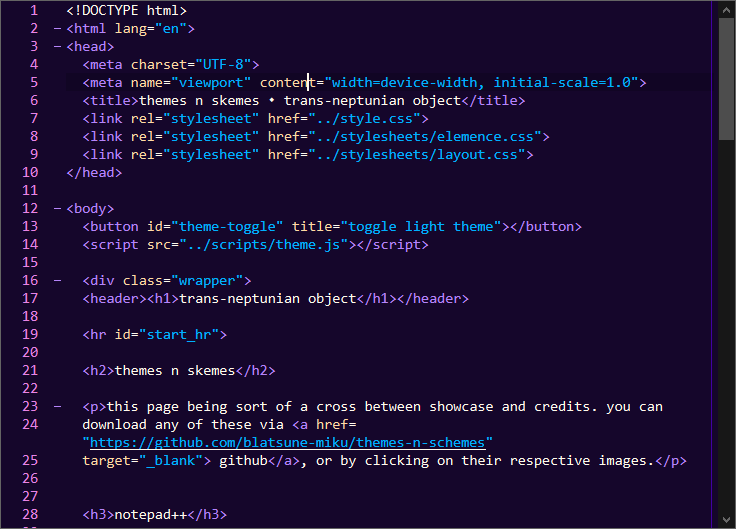 1 <!DOCTYPE html>
2 <html lang="en">
3 <head>
4 <meta charset="UTF-8">
5 <meta name="viewport" content="width=device-width, initial-scale=1.0">
6 <title>themes n skemes • trans-neptunian object</title>
7 <link rel="stylesheet" href="../style.css">
8 <link rel="stylesheet" href="../stylesheets/elemence.css">
9 <link rel="stylesheet" href="../stylesheets/layout.css">
10 </head>
11
12 <body>
13 <button id="theme-toggle" title="toggle light theme"></button>
14 <script src="../scripts/theme.js"></script>
15
16 <div class="wrapper">
17 <header><h1>trans-neptunian object</h1></header>
18
19 <hr id="start_hr">
20
21 <h2>themes n skemes</h2>
22
23 <p>this page being sort of a cross between showcase and credits. you can
24 download any of these via <a href=
"https://github.com/blatsune-miku/themes-n-schemes"
25 target="_blank"> github</a>, or by clicking on their respective images.</p>
26
27
28 <h3>notepad++</h3>